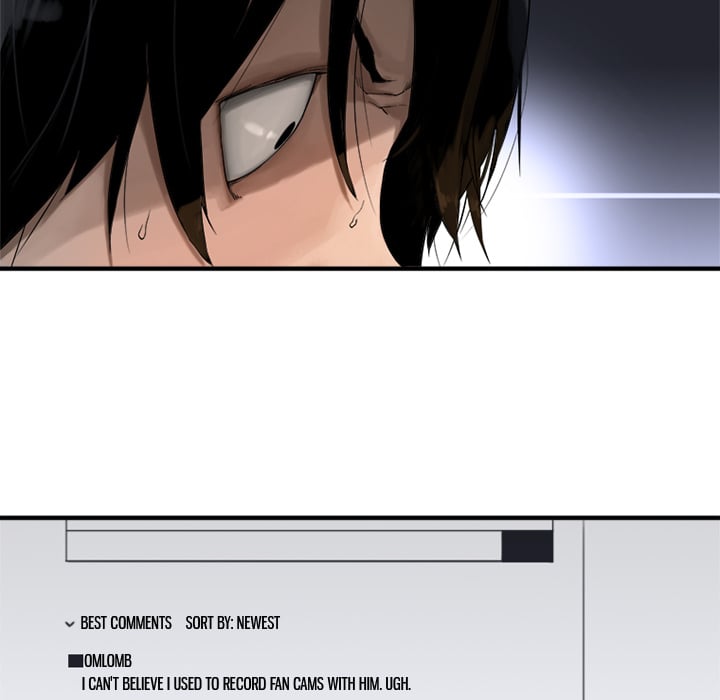 BEST COMMENTS SORT BY: NEWEST
OMLOMB
I CAN'T BELIEVE I USED TO RECORD FAN CAMS WITH HIM. UGH.